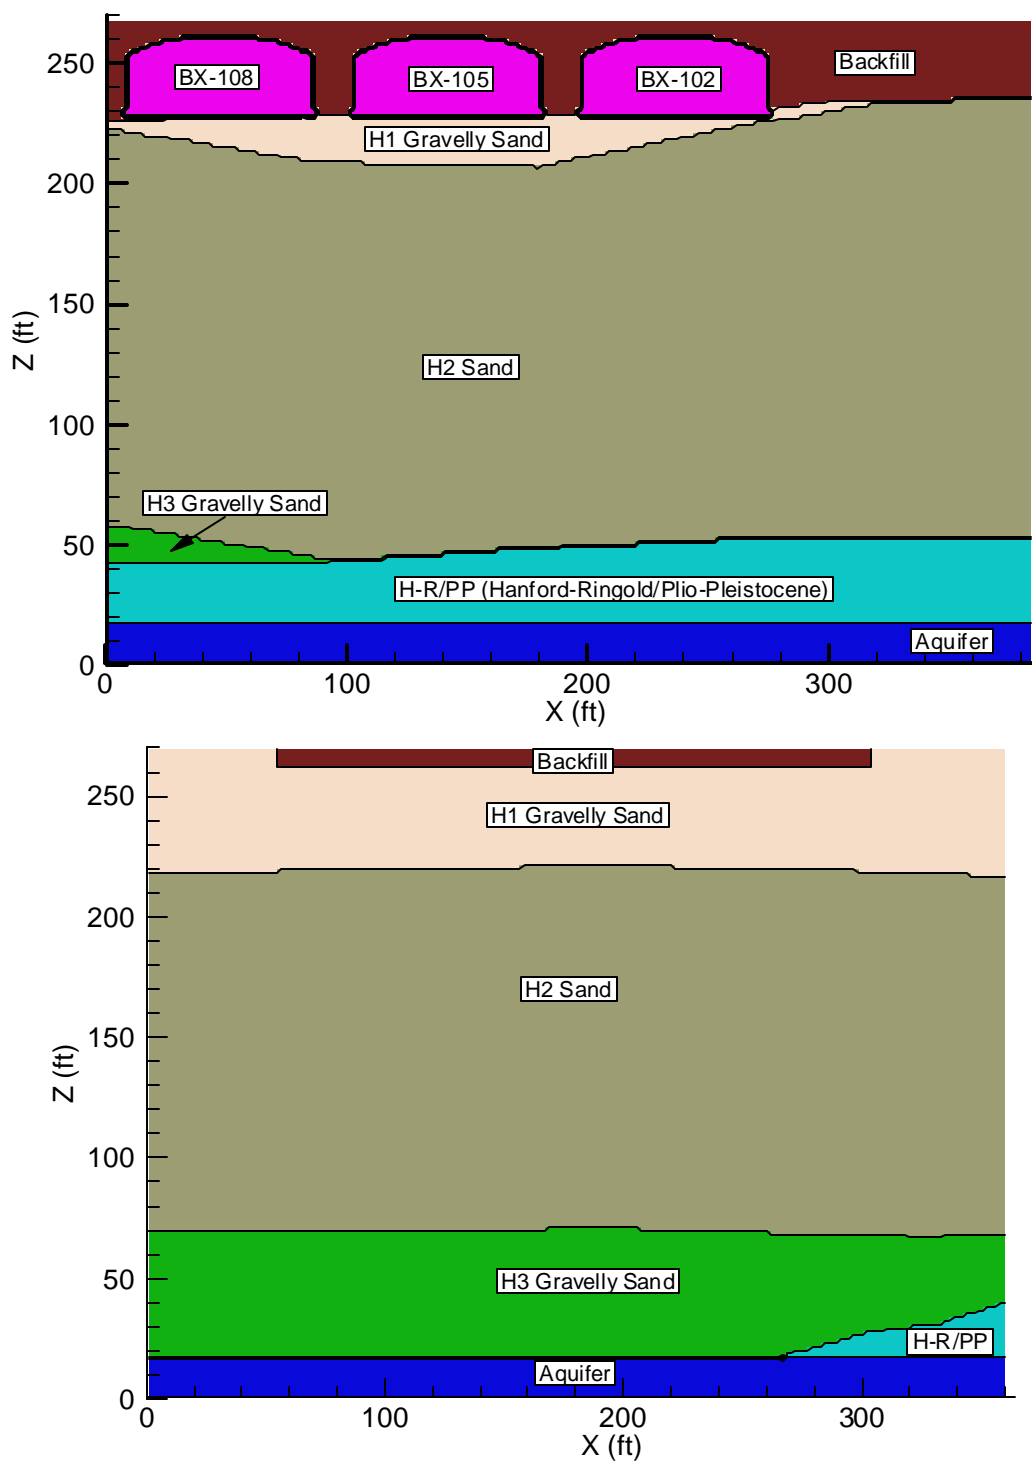 250
200
150
100
50
0
Z (ft)
BX-108
BX-105
BX-102
Backfill
H1 Gravelly Sand
H2 Sand
H3 Gravelly Sand
H-R/PP (Hanford-Ringold/Plio-Pleistocene)
Aquifer
0 100 200 300
X (ft)
250
200
150
100
50
0
Z (ft)
Backfill
H1 Gravelly Sand
H2 Sand
H3 Gravelly Sand
H-R/PP
Aquifer
0 100 200 300
X (ft)